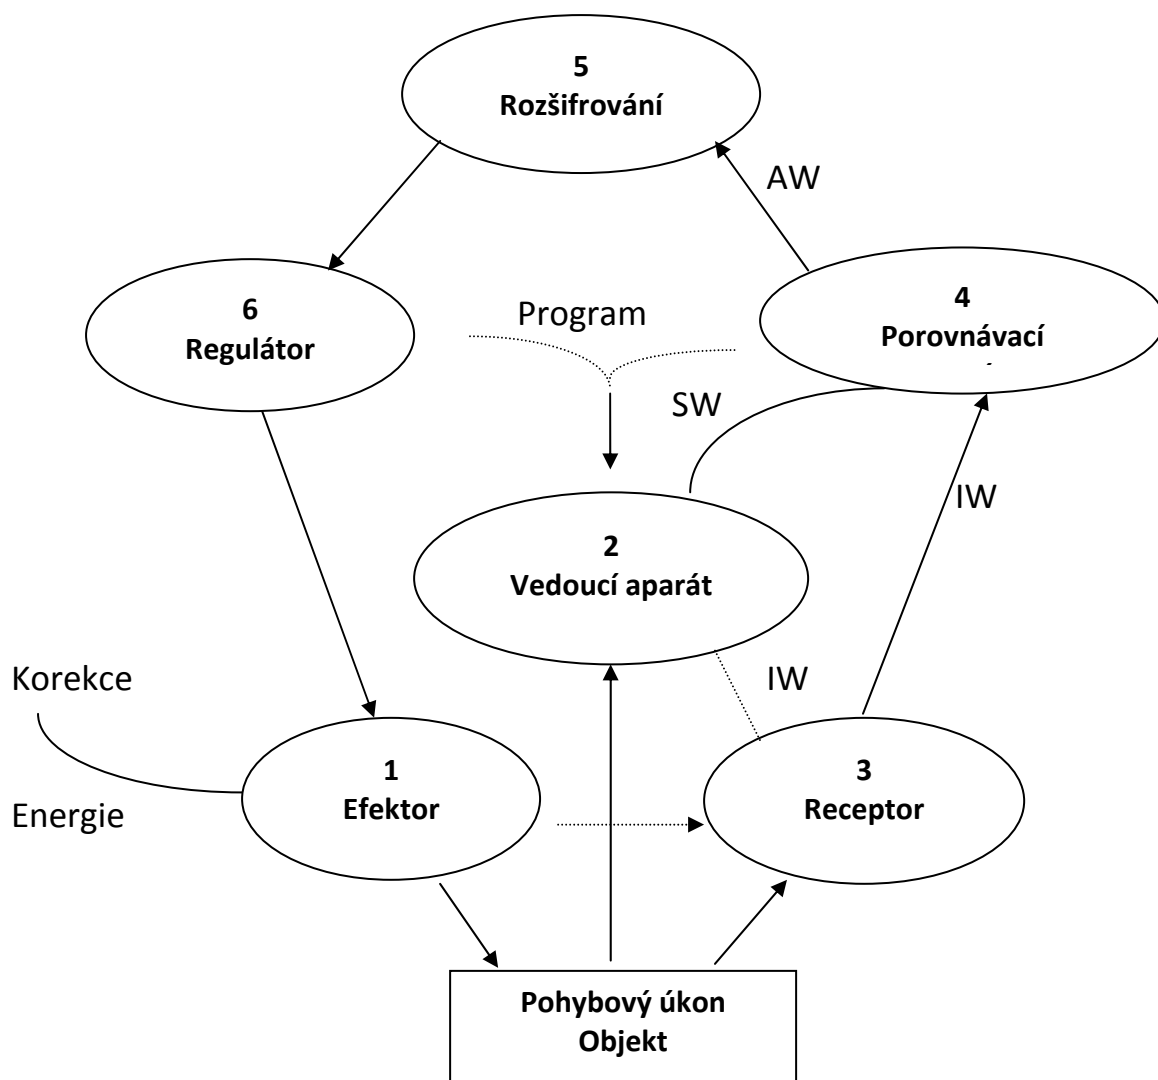 5
Rozšifrování
AW
6
Regulátor
Program
4
Porovnávací
SW
IW
2
Vedoucí aparát
Korekce
IW
1
Efektor
3
Receptor
Energie
Pohybový úkon
Objekt